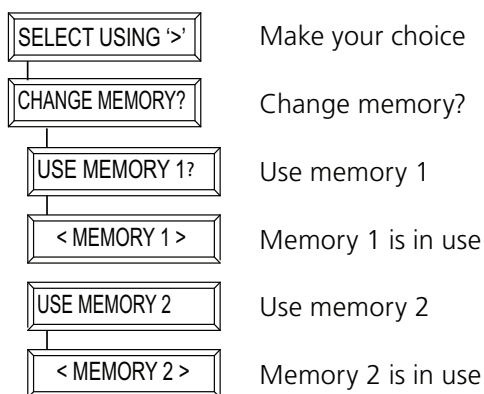 SELECT USING ‘>’ Make your choice
CHANGE MEMORY? Change memory?
USE MEMORY 1? Use memory 1
< MEMORY 1 > Memory 1 is in use
USE MEMORY 2 Use memory 2
< MEMORY 2 > Memory 2 is in use